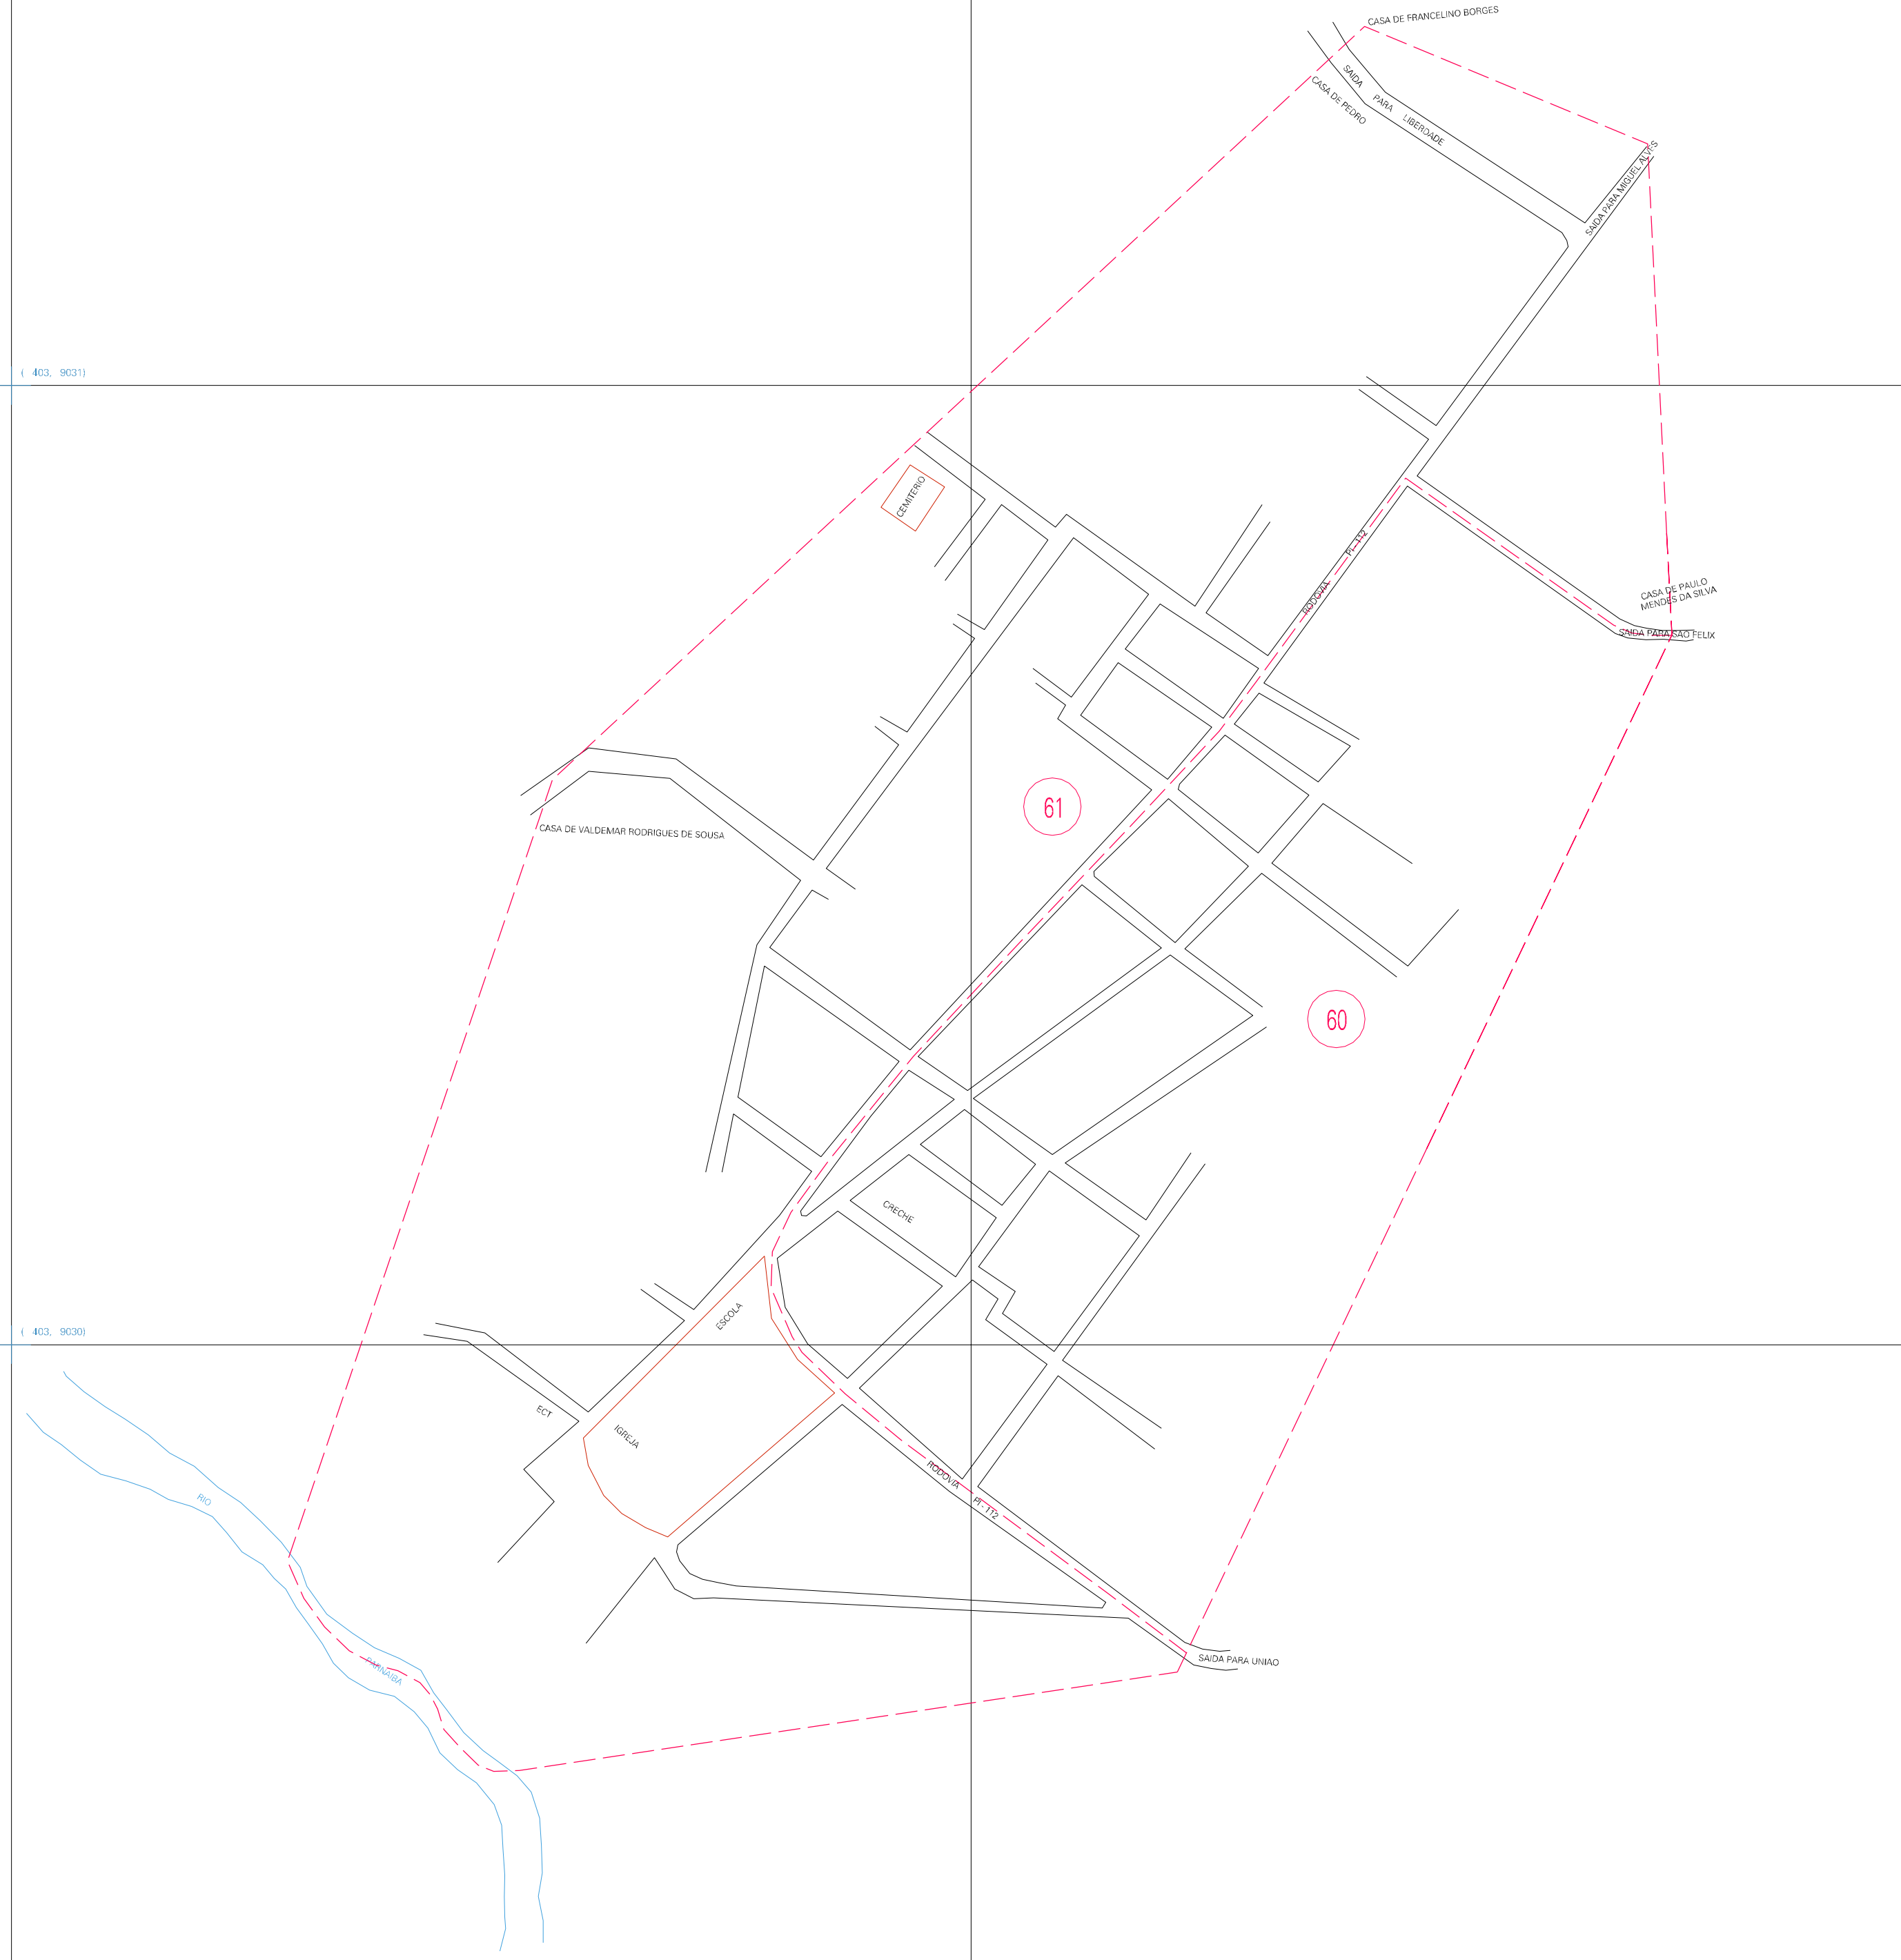 CASA DE FRANCELINO BORGES
SAIDA PARA LIBERDADE
CASA DE PEDRO
SAIDA PARA MIGUEL ALVES
( 403, 9031)
CEMITERIO
RODOVIA PI-112
CASA DE PAULO
MENDES DA SILVA
SAIDA PARA SAO FELIX
61
CASA DE VALDEMAR RODRIGUES DE SOUSA
60
CRECHE
ESCOLA
( 403, 9030)
ECT
IGREJA
RODOVIA PI-112
RIO PARNAIBA
SAIDA PARA UNIAO